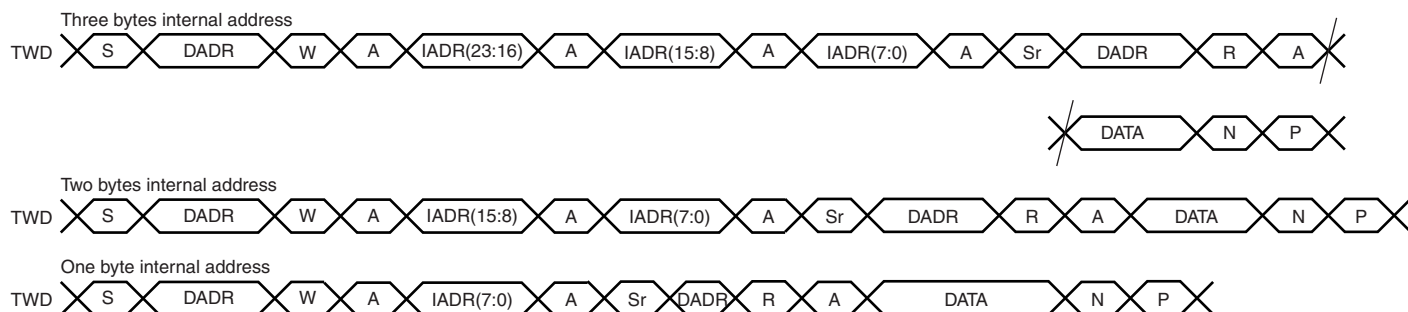 Three bytes internal address
TWD S DADR W A IADR(23:16) A IADR(15:8) A IADR(7:0) A Sr DADR R A
DATA N P
Two bytes internal address
TWD S DADR W A IADR(15:8) A IADR(7:0) A Sr DADR R A DATA N P
One byte internal address
TWD S DADR W A IADR(7:0) A Sr DADR R A DATA N P